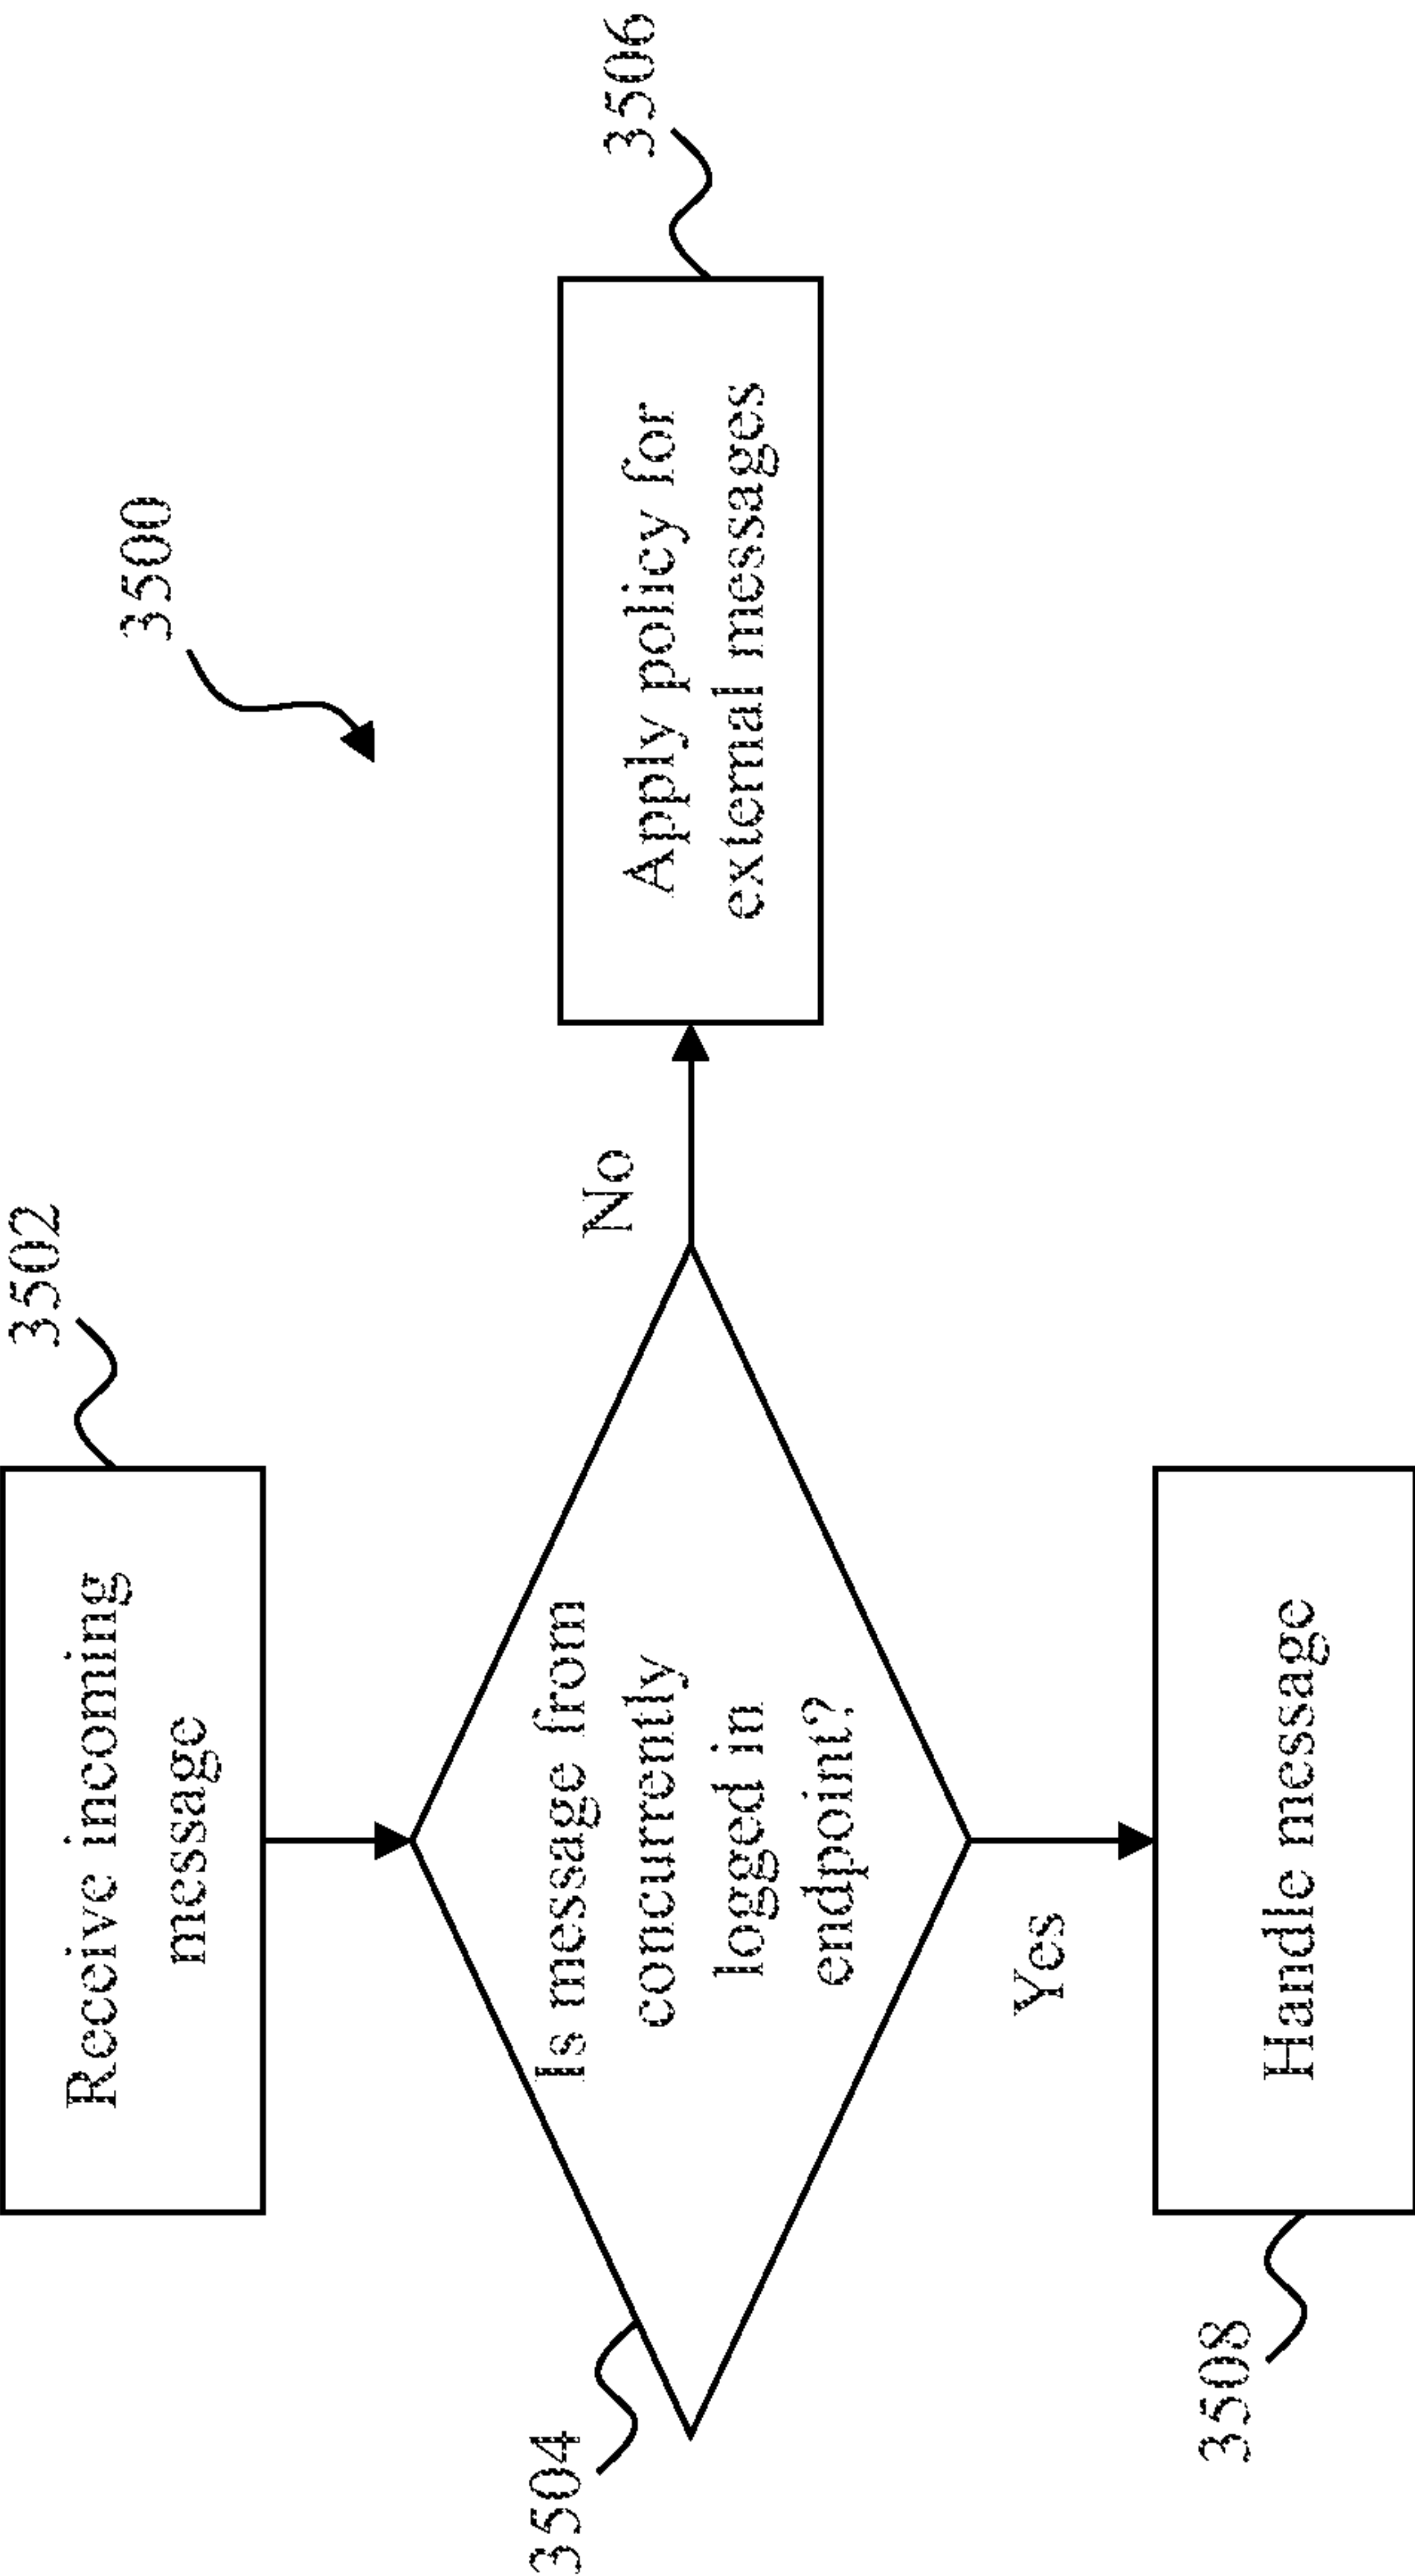 3500
3502
Receive incoming
message
3504
Is message from
concurrently
logged in
endpoint?
No
3506
Apply policy for
external messages
Yes
3508
Handle message